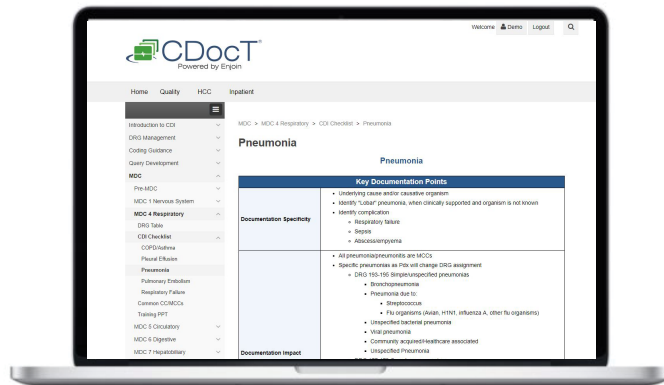 Welcome Demo Logout
CDocT®
Powered by Enjoin
Home Quality HCC Inpatient
Introduction to CDI
DRG Management
Coding Guidance
Query Development
MDC
Pre-MDC
MDC 1 Nervous System
MDC 4 Respiratory
DRG Table
CDI Checklist
COPD/Asthma
Pleural Effusion
Pneumonia
Pulmonary Embolism
Respiratory Failure
Common CC/MCCs
Training PPT
MDC 5 Circulatory
MDC 6 Digestive
MDC 7 Hepatobiliary
MDC > MDC 4 Respiratory > CDI Checklist > Pneumonia
Pneumonia
Pneumonia
Key Documentation Points
Documentation Specificity
• Underlying cause and/or causative organism
• Identify "Lobar" pneumonia, when clinically supported and organism is not known
• Identify complication
Respiratory failure
Sepsis
Abscess/empyema
Documentation Impact
• All pneumonia/pneumonitis are MCCs
• Specific pneumonias as Pdx will change DRG assignment
DRG 193-195 Simple/unspecified pneumonias
• Bronchopneumonia
• Pneumonia due to:
• Streptococcus
• Flu organisms (Avian, H1N1, influenza A, other flu organisms)
• Unspecified bacterial pneumonia
• Viral pneumonia
• Community acquired/Healthcare associated
• Unspecified Pneumonia